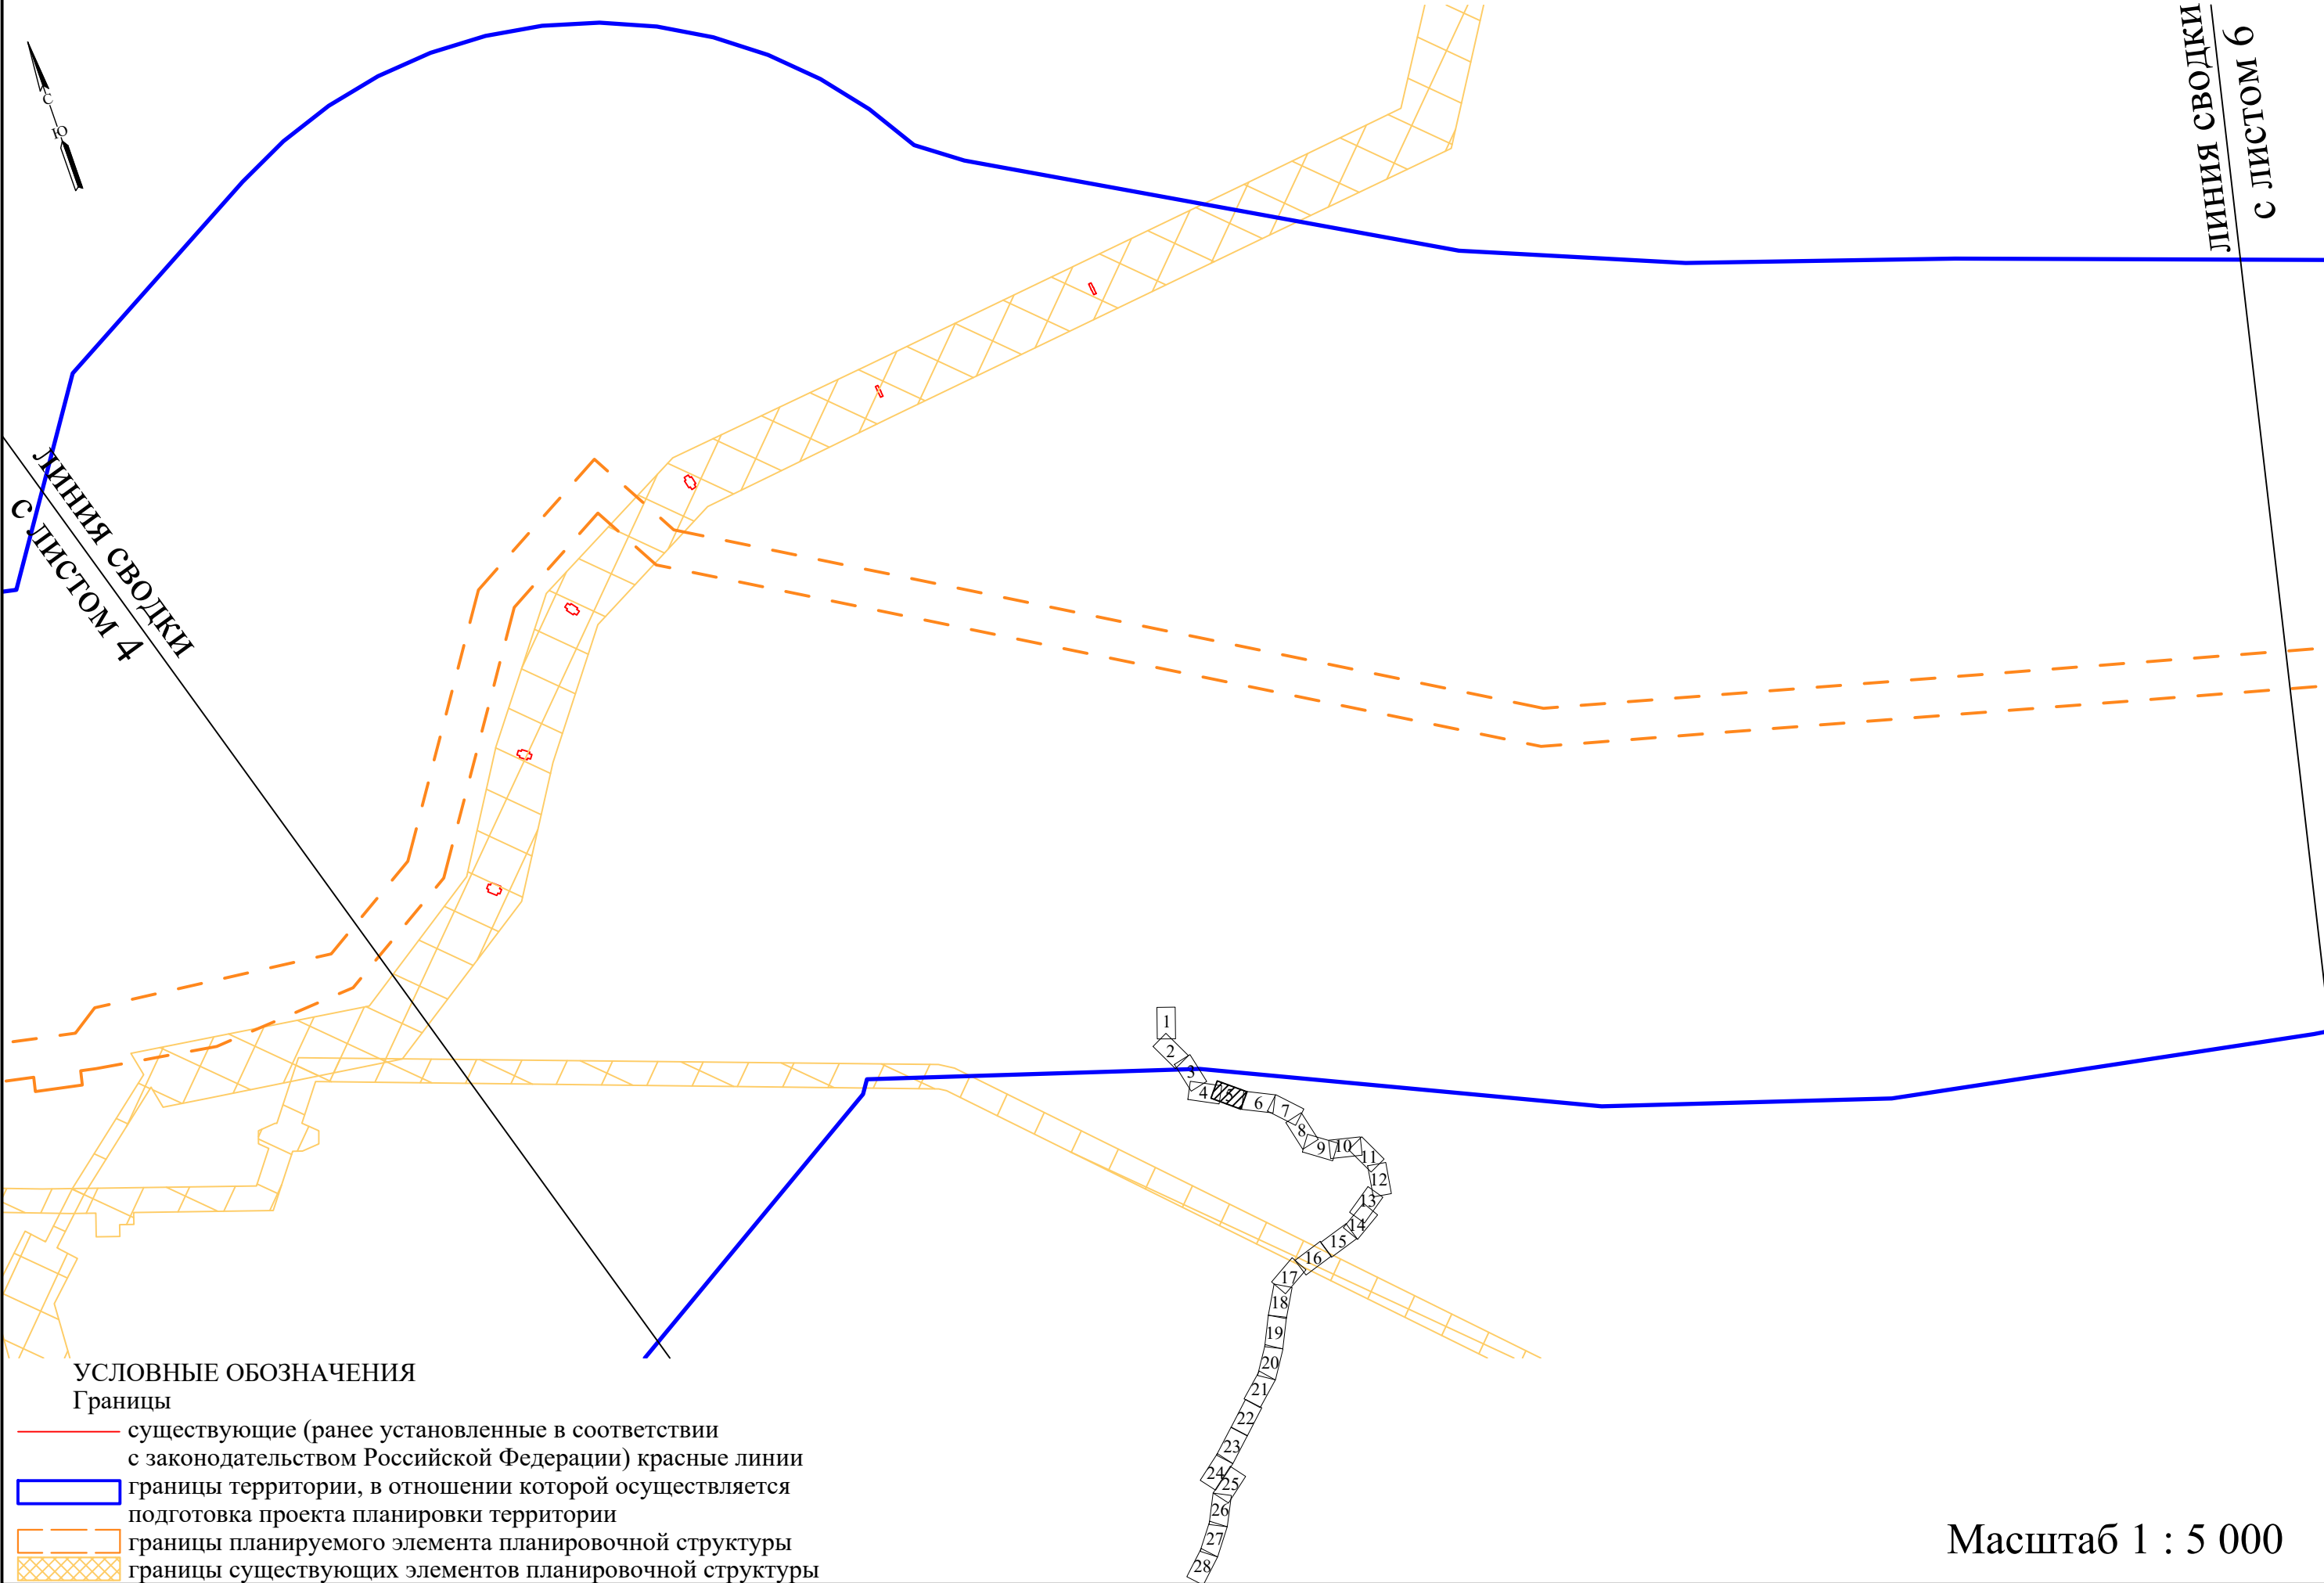 С
Ю
линия сводки
с листом 6
линия сводки
с листом 4
1
2
3
4
5
6
7
8
9
10
11
12
13
14
15
16
17
18
19
20
21
22
23
24
25
26
27
28
УСЛОВНЫЕ ОБОЗНАЧЕНИЯ
Границы
существующие (ранее установленные в соответствии
с законодательством Российской Федерации) красные линии
границы территории, в отношении которой осуществляется
подготовка проекта планировки территории
границы планируемого элемента планировочной структуры
границы существующих элементов планировочной структуры
Масштаб 1 : 5 000